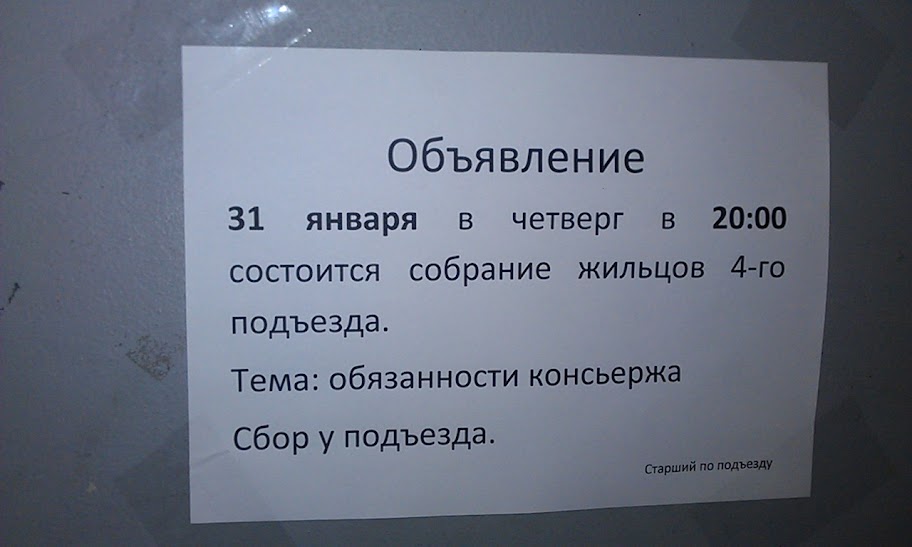 Объявление
31 января в четверг в 20:00
состоится собрание жильцов 4-го
подъезда.
Тема: обязанности консьержа
Сбор у подъезда.
Старший по подъезду